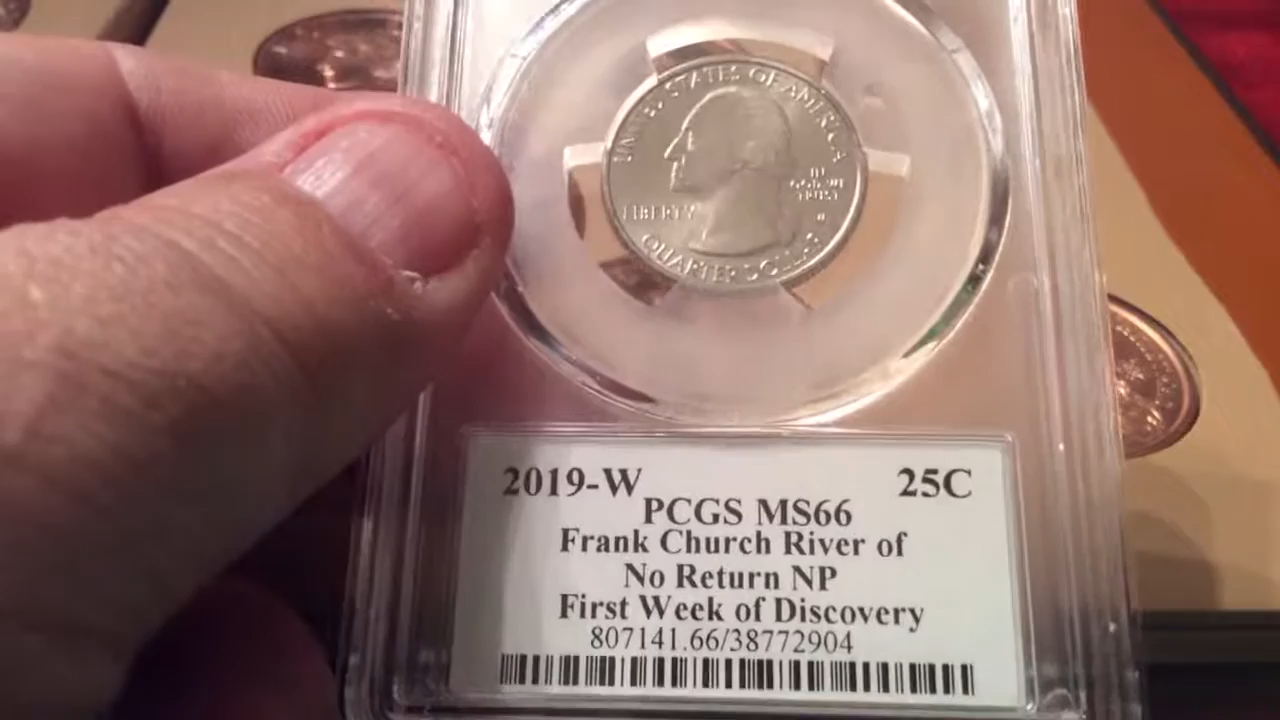 UNITED STATES OF AMERICA
IN
GOD WE
TRUST
LIBERTY
QUARTER DOLLAR
2019-W 25C
PCGS MS66
Frank Church River of
No Return NP
First Week of Discovery
807141.66/38772904